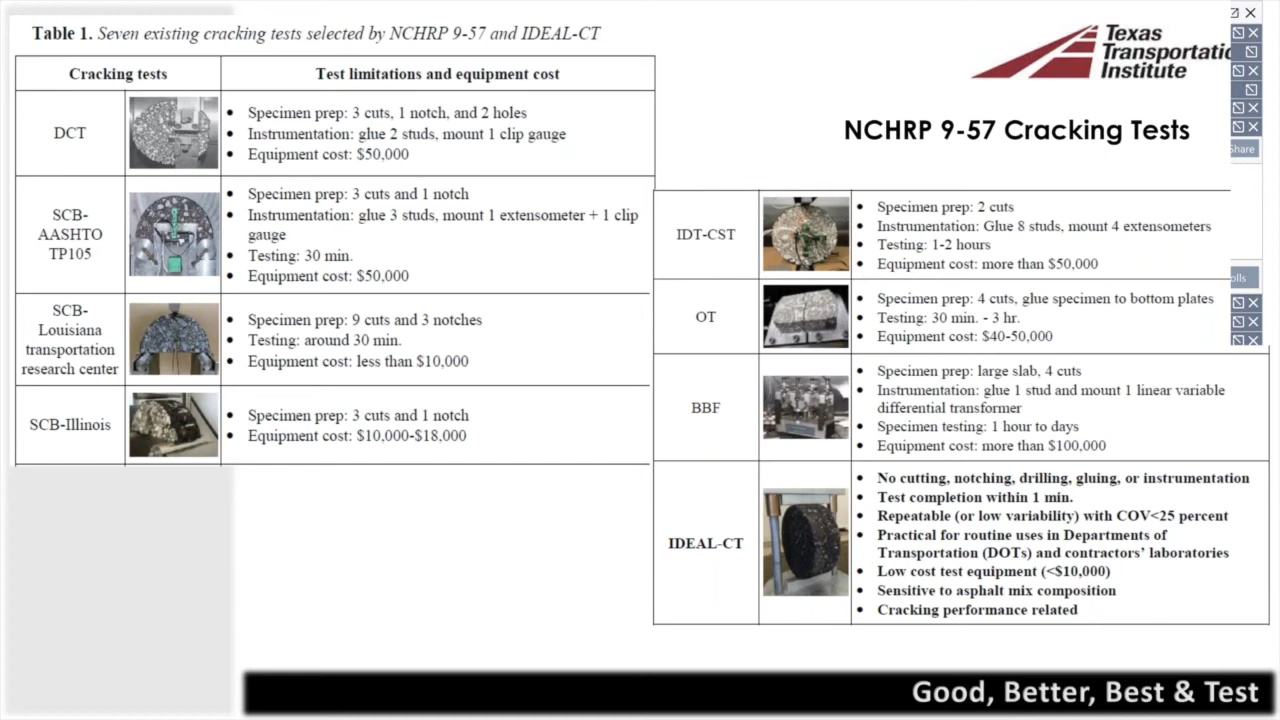 Table 1. Seven existing cracking tests selected by NCHRP 9-57 and IDEAL-CT
Cracking tests
Test limitations and equipment cost
DCT
• Specimen prep: 3 cuts, 1 notch, and 2 holes
• Instrumentation: glue 2 studs, mount 1 clip gauge
• Equipment cost: $50,000
SCB-
AASHTO
TP105
• Specimen prep: 3 cuts and 1 notch
• Instrumentation: glue 3 studs, mount 1 extensometer + 1 clip
gauge
• Testing: 30 min.
• Equipment cost: $50,000
SCB-
Louisiana
transportation
research center
• Specimen prep: 9 cuts and 3 notches
• Testing: around 30 min.
• Equipment cost: less than $10,000
SCB-Illinois
• Specimen prep: 3 cuts and 1 notch
• Equipment cost: $10,000-$18,000
Texas
Transportatic
Institute
NCHRP 9-57 Cracking Tests
Share
IDT-CST
• Specimen prep: 2 cuts
• Instrumentation: Glue 8 studs, mount 4 extensometers
• Testing: 1-2 hours
• Equipment cost: more than $50,000
olls
OT
• Specimen prep: 4 cuts, glue specimen to bottom plates
• Testing: 30 min. - 3 hr.
• Equipment cost: $40-50,000
BBF
• Specimen prep: large slab, 4 cuts
• Instrumentation: glue 1 stud and mount 1 linear variable
differential transformer
• Specimen testing: 1 hour to days
• Equipment cost: more than $100,000
IDEAL-CT
• No cutting, notching, drilling, gluing, or instrumentation
• Test completion within 1 min.
• Repeatable (or low variability) with COV<25 percent
• Practical for routine uses in Departments of
Transportation (DOTs) and contractors' laboratories
• Low cost test equipment (<$10,000)
• Sensitive to asphalt mix composition
• Cracking performance related
Good, Better, Best & Test